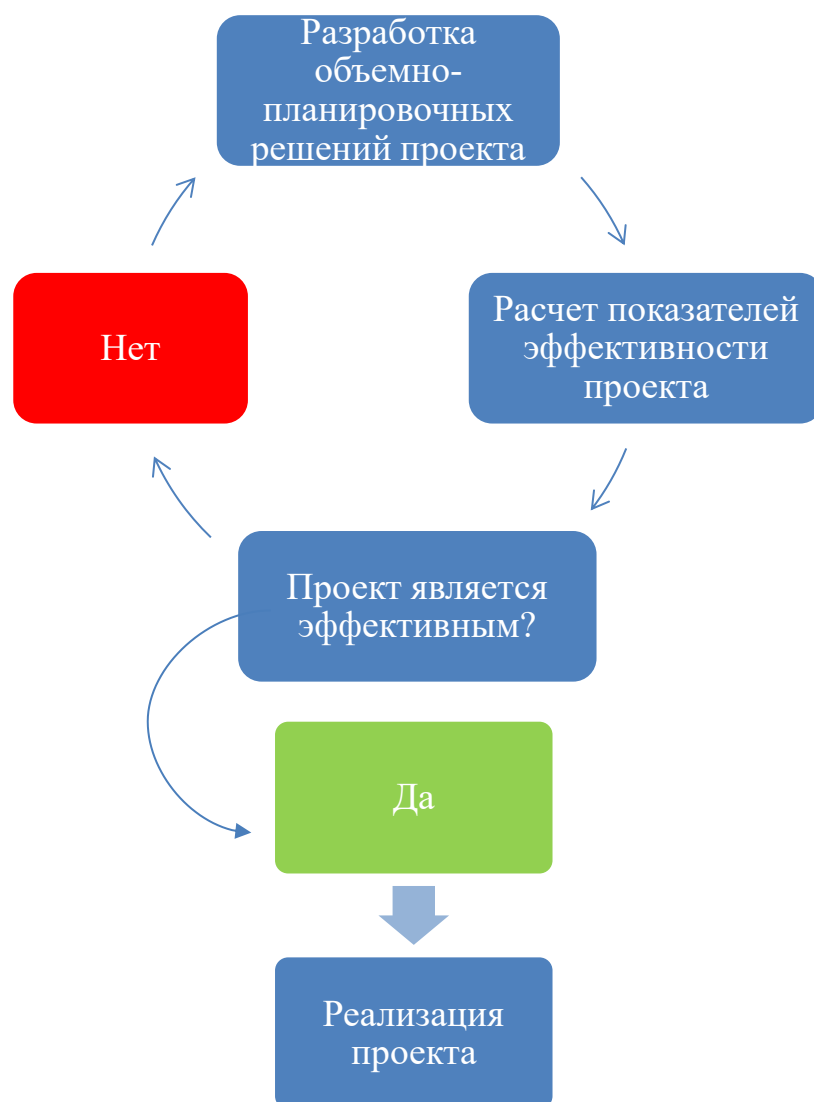 Разработка
объемно-
планировочных
решений проекта
Расчет показателей
эффективности
проекта
Нет
Проект является
эффективным?
Да
Реализация
проекта